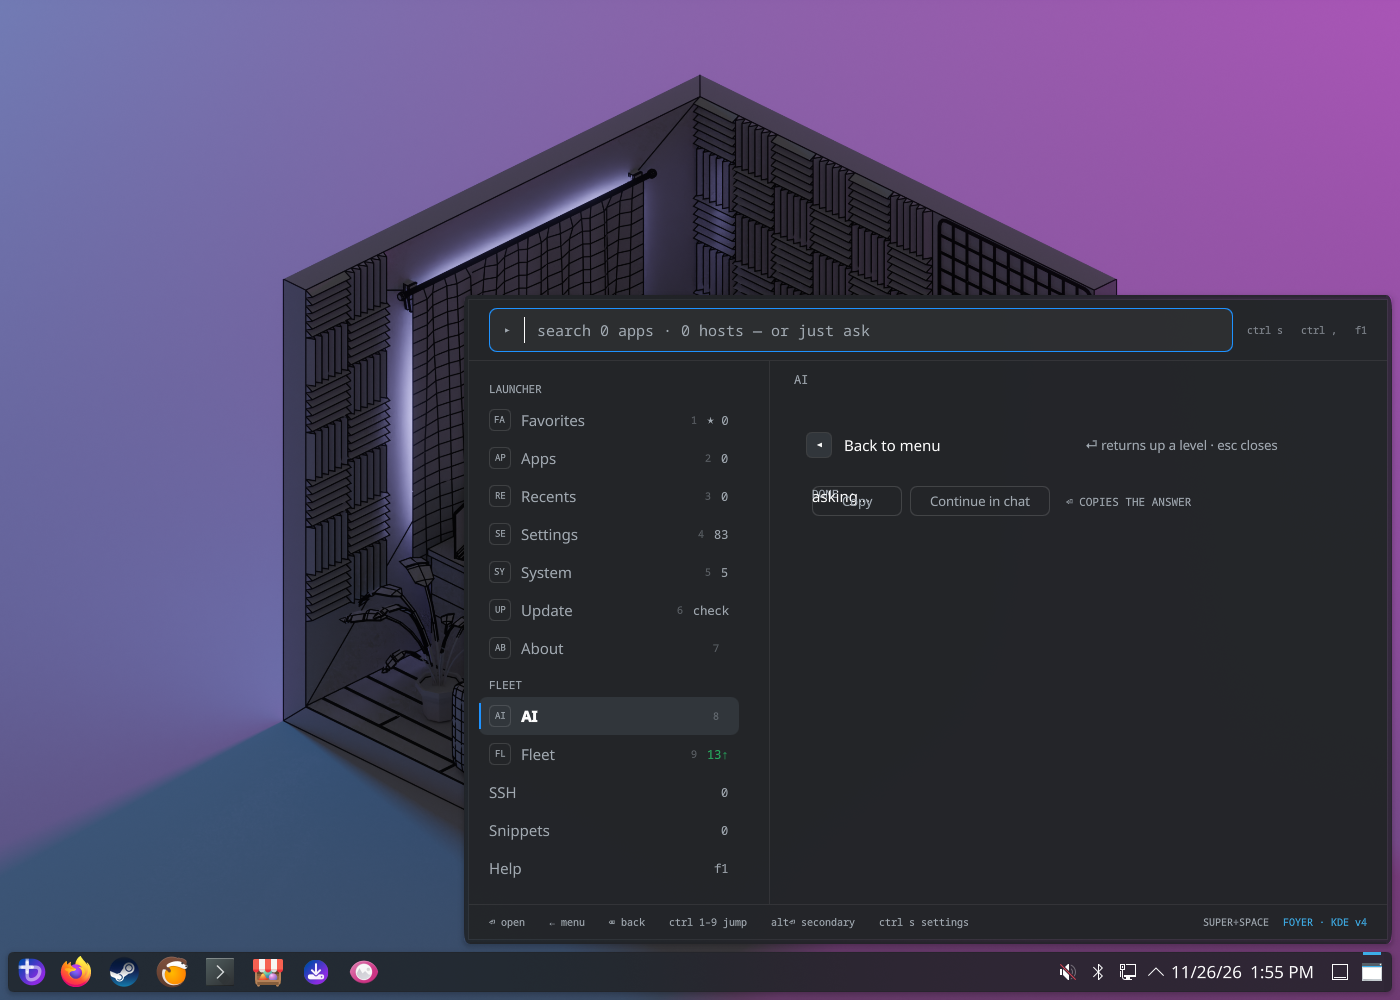 search 0 apps · 0 hosts — or just ask
ctrl s ctrl , f1
LAUNCHER
FA Favorites 1 ★ 0
AP Apps 2 0
RE Recents 3 0
SE Settings 4 83
SY System 5 5
UP Update 6 check
AB About 7
FLEET
AI AI 8
FL Fleet 9 13↑
SSH 0
Snippets 0
Help f1
AI
Back to menu
⏎ returns up a level · esc closes
DONE
asking…
Copy
Continue in chat
⏎ COPIES THE ANSWER
⏎ open ← menu ⌫ back ctrl 1–9 jump alt⏎ secondary ctrl s settings
SUPER+SPACE FOYER · KDE v4
11/26/26 1:55 PM